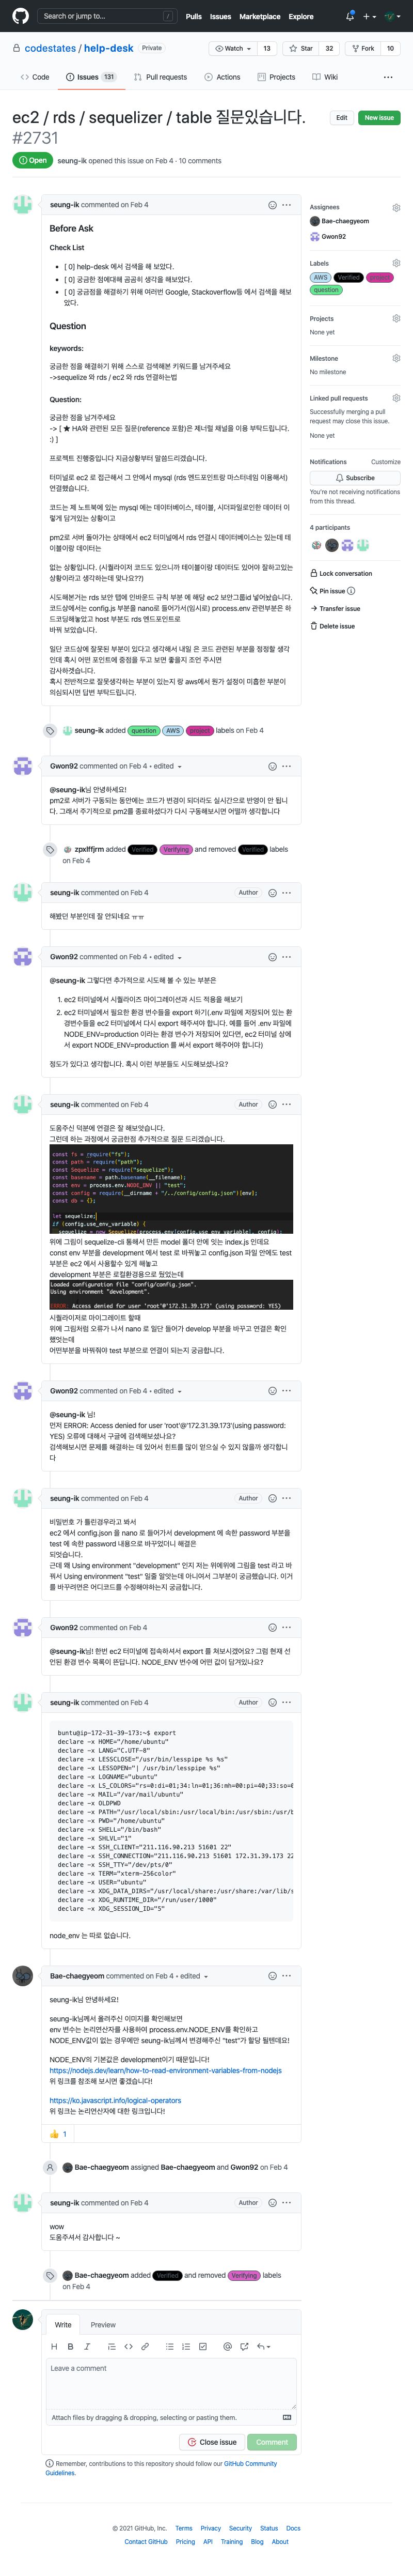 Search or jump to...
/
Pulls Issues Marketplace Explore
codestates / help-desk Private
Watch 13
Star 32
Fork 10
Code
Issues 131
Pull requests
Actions
Projects
Wiki
ec2 / rds / sequelizer / table 질문있습니다.
#2731
Edit
New issue
Open seung-ik opened this issue on Feb 4 · 10 comments
seung-ik commented on Feb 4
Before Ask
Check List
• [ 0] help-desk 에서 검색을 해 보았다.
• [ 0] 궁금한 점에대해 곰곰히 생각을 해보았다.
• [ 0] 궁금점을 해결하기 위해 여러번 Google, Stackoverflow등 에서 검색을 해보
았다.
Question
keywords:
궁금한 점을 해결하기 위해 스스로 검색해본 키워드를 남겨주세요
->sequelize 와 rds / ec2 와 rds 연결하는법
Question:
궁금한 점을 남겨주세요
-> [ ★ HA와 관련된 모든 질문(reference 포함)은 제너럴 채널을 이용 부탁드립니다.
:) ]
프로젝트 진행중입니다 지금상황부터 말씀드리겠습니다.
터미널로 ec2 로 접근해서 그 안에서 mysql (rds 엔드포인트랑 마스터네임 이용해서)
연결했습니다.
코드는 제 노트북에 있는 mysql 에는 데이터베이스, 테이블, 시더파일로인한 데이터 이
렇게 담겨있는 상황이고
pm2로 서버 돌아가는 상태에서 ec2 터미널에서 rds 연결시 데이터베이스는 있는데 테
이블이랑 데이터는
없는 상황입니다. (시퀄라이저 코드도 있으니까 테이블이랑 데이터도 있어야 잘하고있는
상황이라고 생각하는데 맞나요??)
시도해본거는 rds 보안 탭에 인바운드 규칙 부분 에 해당 ec2 보안그룹id 넣어놨습니다.
코드상에서는 config.js 부분을 nano로 들어가서(임시로) process.env 관련부분은 하
드코딩해놓았고 host 부분도 rds 엔드포인트로
바꿔 보았습니다.
일단 코드상에 잘못된 부분이 있다고 생각해서 내일 은 코드 관련된 부분을 정정할 생각
인데 혹시 어떤 포인트에 중점을 두고 보면 좋을지 조언 주시면
감사하겟습니다.
혹시 전반적으로 잘못생각하는 부분이 있는지 랑 aws에서 뭔가 설정이 미흡한 부분이
의심되시면 답변 부탁드립니다.
seung-ik added question AWS project labels on Feb 4
Gwon92 commented on Feb 4 • edited
@seung-ik님 안녕하세요!
pm2로 서버가 구동되는 동안에는 코드가 변경이 되더라도 실시간으로 반영이 안 됩니
다. 그래서 주기적으로 pm2를 종료하셨다가 다시 구동해보시면 어떨까 생각합니다
zpxlffjrm added Verified Verifying and removed Verified labels
on Feb 4
seung-ik commented on Feb 4
Author
해봤던 부분인데 잘 안되네요 ㅠㅠ
Gwon92 commented on Feb 4 • edited
@seung-ik 그렇다면 추가적으로 시도해 볼 수 있는 부분은
1. ec2 터미널에서 시퀄라이즈 마이그레이션과 시드 적용을 해보기
2. ec2 터미널에서 필요한 환경 변수들을 export 하기(.env 파일에 저장되어 있는 환
경변수들을 ec2 터미널에서 다시 export 해주셔야 합니다. 예를 들어 .env 파일에
NODE_ENV=production 이라는 환경 변수가 저장되어 있다면, ec2 터미널 상에
서 export NODE_ENV=production 를 써서 export 해주어야 합니다)
정도가 있다고 생각합니다. 혹시 이런 부분들도 시도해보셨나요?
seung-ik commented on Feb 4
Author
도움주신 덕분에 연결은 잘 해보앗습니다.
그런데 하는 과정에서 궁금한점 추가적으로 질문 드리겠습니다.
const fs = require("fs");
const path = require("path");
const Sequelize = require("sequelize");
const basename = path.basename(__filename);
const env = process.env.NODE_ENV || "test";
const config = require(__dirname + "/../config/config.json")[env];
const db = {};
let sequelize;
if (config.use_env_variable) {
sequelize = new Sequelize(process.env[config.use_env_variable], config);
위에 그림이 sequelize-cli 통해서 만든 model 폴더 안에 잇는 index.js 인데요
const env 부분을 development 에서 test 로 바꿔놓고 config.json 파일 안에도 test
부분은 ec2 에서 사용할수 있게 해놓고
development 부분은 로컬환경용으로 뒀었는데
Loaded configuration file "config/config.json".
Using environment "development".
ERROR: Access denied for user 'root'@'172.31.39.173' (using password: YES)
시퀄라이저로 마이그레이트 할때
위에 그림처럼 오류가 나서 nano 로 일단 들어가 develop 부분을 바꾸고 연결은 확인
했엇는데
어떤부분을 바꿔줘야 test 부분으로 연결이 되는지 궁금합니다.
Gwon92 commented on Feb 4 • edited
@seung-ik 님!
먼저 ERROR: Access denied for user 'root'@'172.31.39.173'(using password:
YES) 오류에 대해서 구글에 검색해보셨나요?
검색해보시면 문제를 해결하는 데 있어서 힌트를 많이 얻으실 수 있지 않을까 생각합니
다
seung-ik commented on Feb 4
Author
비밀번호 가 틀린경우라고 봐서
ec2 에서 config.json 을 nano 로 들어가서 development 에 속한 password 부분을
test 에 속한 password 내용으로 바꾸었더니 해결은
되엇습니다.
근데 왜 Using environment "development" 인지 저는 위에위에 그림을 test 라고 바
꿔서 Using environment "test" 일줄 알앗는데 아니여서 그부분이 궁금했습니다. 이거
를 바꾸려면은 어디코드를 수정해야하는지 궁금합니다.
Gwon92 commented on Feb 4
@seung-ik님! 한번 ec2 터미널에 접속하셔서 export 를 쳐보시겠어요? 그럼 현재 선
언된 환경 변수 목록이 뜬답니다. NODE_ENV 변수에 어떤 값이 담겨있나요?
seung-ik commented on Feb 4
Author
buntu@ip-172-31-39-173:~$ export
declare -x HOME="/home/ubuntu"
declare -x LANG="C.UTF-8"
declare -x LESSCLOSE="/usr/bin/lesspipe %s %s"
declare -x LESSOPEN="| /usr/bin/lesspipe %s"
declare -x LOGNAME="ubuntu"
declare -x LS_COLORS="rs=0:di=01;34:ln=01;36:mh=00:pi=40;33:so=
declare -x MAIL="/var/mail/ubuntu"
declare -x OLDPWD
declare -x PATH="/usr/local/sbin:/usr/local/bin:/usr/sbin:/usr/b
declare -x PWD="/home/ubuntu"
declare -x SHELL="/bin/bash"
declare -x SHLVL="1"
declare -x SSH_CLIENT="211.116.90.213 51601 22"
declare -x SSH_CONNECTION="211.116.90.213 51601 172.31.39.173 22
declare -x SSH_TTY="/dev/pts/0"
declare -x TERM="xterm-256color"
declare -x USER="ubuntu"
declare -x XDG_DATA_DIRS="/usr/local/share:/usr/share:/var/lib/s
declare -x XDG_RUNTIME_DIR="/run/user/1000"
declare -x XDG_SESSION_ID="5"
node_env 는 따로 없습니다.
Bae-chaegyeom commented on Feb 4 • edited
seung-ik님 안녕하세요!
seung-ik님께서 올려주신 이미지를 확인해보면
env 변수는 논리연산자를 사용하여 process.env.NODE_ENV를 확인하고
NODE_ENV값이 없는 경우에만 seung-ik님께서 변경해주신 "test"가 할당 될텐데요!
NODE_ENV의 기본값은 development이기 때문입니다!
https://nodejs.dev/learn/how-to-read-environment-variables-from-nodejs
위 링크를 참조해 보시면 좋겠습니다!
https://ko.javascript.info/logical-operators
위 링크는 논리연산자에 대한 링크입니다!
👍 1
Bae-chaegyeom assigned Bae-chaegyeom and Gwon92 on Feb 4
seung-ik commented on Feb 4
Author
wow
도움주셔서 감사합니다 ~
Bae-chaegyeom added Verified and removed Verifying labels
on Feb 4
Write Preview
Leave a comment
Attach files by dragging & dropping, selecting or pasting them.
Close issue
Comment
Remember, contributions to this repository should follow our GitHub Community
Guidelines.
Assignees
Bae-chaegyeom
Gwon92
Labels
AWS Verified project
question
Projects
None yet
Milestone
No milestone
Linked pull requests
Successfully merging a pull
request may close this issue.
None yet
Notifications Customize
Subscribe
You're not receiving notifications
from this thread.
4 participants
Lock conversation
Pin issue
Transfer issue
Delete issue
© 2021 GitHub, Inc. Terms Privacy Security Status Docs
Contact GitHub Pricing API Training Blog About